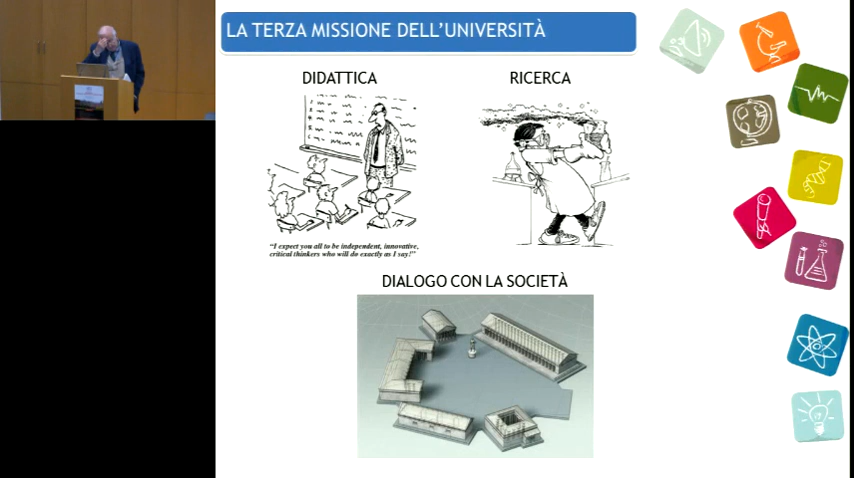 LA TERZA MISSIONE DELL'UNIVERSITÀ
DIDATTICA
RICERCA
"I expect you all to be independent, innovative,
critical thinkers who will do exactly as I say!"
DIALOGO CON LA SOCIETÀ